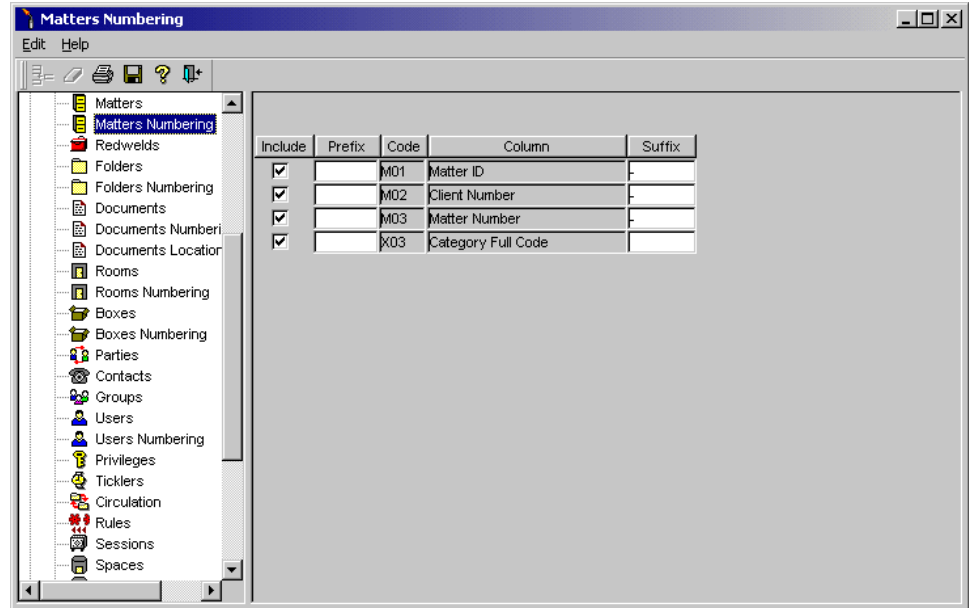 Matters Numbering
Edit Help
Matters
Matters Numbering
Redwelds
Folders
Folders Numbering
Documents
Documents Numberi
Documents Location
Rooms
Rooms Numbering
Boxes
Boxes Numbering
Parties
Contacts
Groups
Users
Users Numbering
Privileges
Ticklers
Circulation
Rules
Sessions
Spaces
Include Prefix Code Column Suffix
M01 Matter ID -
M02 Client Number -
M03 Matter Number -
X03 Category Full Code